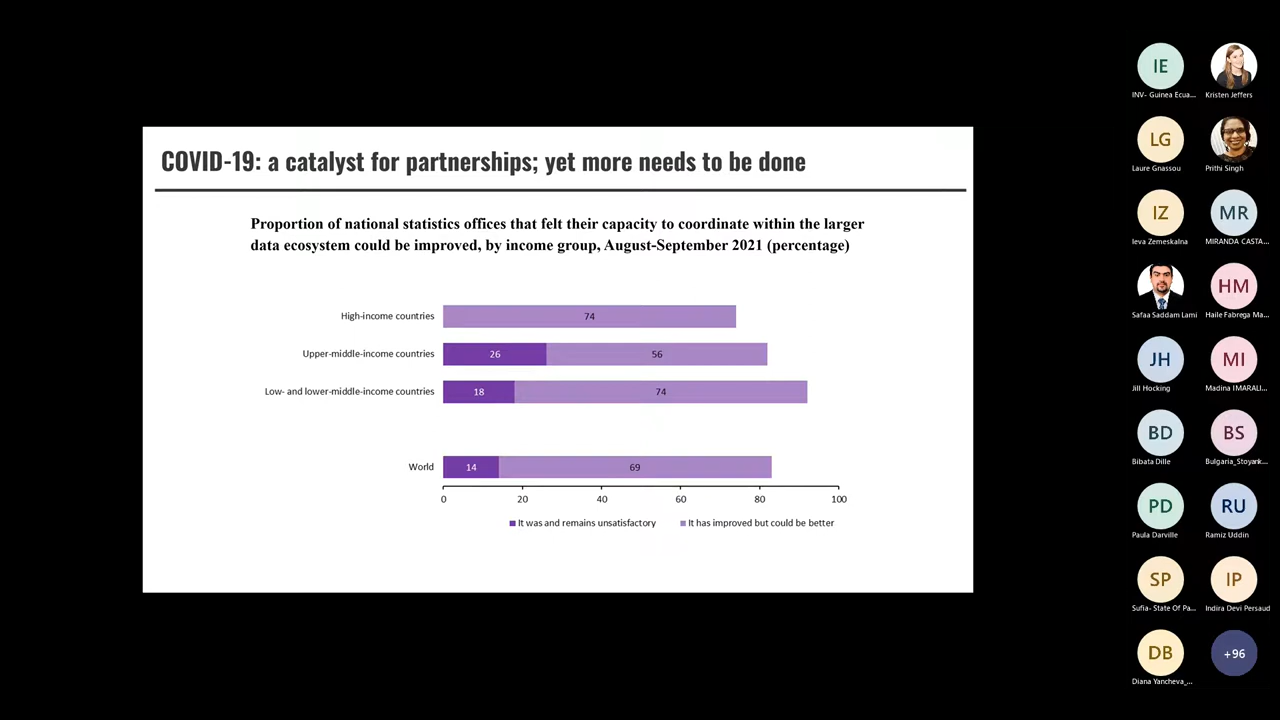 COVID-19: a catalyst for partnerships; yet more needs to be done
Proportion of national statistics offices that felt their capacity to coordinate within the larger
data ecosystem could be improved, by income group, August-September 2021 (percentage)
High-income countries
74
Upper-middle-income countries
26
56
Low- and lower-middle-income countries
18
74
World
14
69
0 20 40 60 80 100
It was and remains unsatisfactory
It has improved but could be better
IE
INV- Guinea Ecua...
Kristen Jeffers
LG
Laure Gnassou
Prithi Singh
IZ
Ieva Zemeskalna
MR
MIRANDA CASTA...
Safaa Saddam Lami
HM
Haile Fabrega Ma...
JH
Jill Hocking
MI
Madina IMARALI...
BD
Bibata Dille
BS
Bulgaria_Stoyank...
PD
Paula Darville
RU
Ramiz Uddin
SP
Sufia- State Of Pa...
IP
Indira Devi Persaud
DB
Diana Yancheva_...
+96